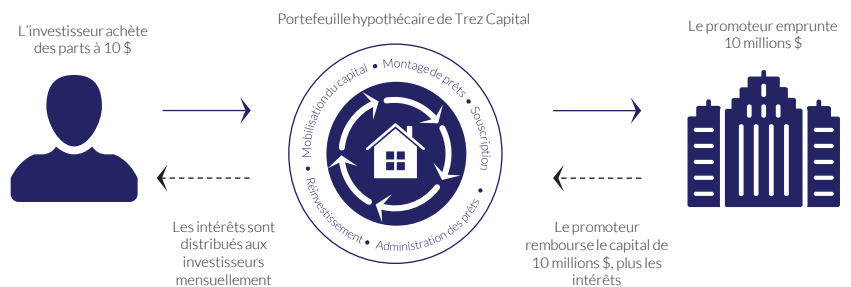 Portefeuille hypothécaire de Trez Capital
L'investisseur achète
des parts à 10 $
Le promoteur emprunte
10 millions $
Mobilisation du capital • Montage de prêts • Souscription • Administration des prêts • Réinvestissement •
Les intérêts sont
distribués aux
investisseurs
mensuellement
Le promoteur
rembourse le capital de
10 millions $, plus les
intérêts